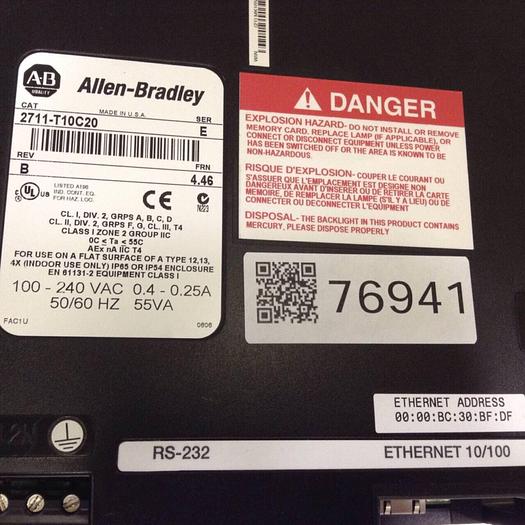 A·B
QUALITY
Allen-Bradley
MADE IN U.S.A.
CAT
SER
2711-T10C20
E
REV
FRN
B
4.46
UL US
LISTED A196
IND. CONT. EQ.
FOR HAZ. LOC.
CE
N223
CL. I, DIV. 2, GRPS A, B, C, D
CL. II, DIV. 2, GRPS F, G, CL. III, T4
CLASS I ZONE 2 GROUP IIC
0C ≤ Ta ≤ 55C
AEx nA IIC T4
FOR USE ON A FLAT SURFACE OF A TYPE 12,13,
4X (INDOOR USE ONLY) IP65 OR IP54 ENCLOSURE
EN 61131-2 EQUIPMENT CLASS I
100 - 240 VAC 0.4 - 0.25A
50/60 HZ 55VA
FAC1U
0606
DANGER
EXPLOSION HAZARD- DO NOT INSTALL OR REMOVE
MEMORY CARD. REPLACE LAMP (IF APPLICABLE), OR
CONNECT OR DISCONNECT EQUIPMENT UNLESS POWER
HAS BEEN SWITCHED OFF OR THE AREA IS KNOWN TO BE
NON-HAZARDOUS.
RISQUE D'EXPLOSION- COUPER LE COURANT OU
S'ASSURER QUE L'EMPLACEMENT EST DESIGNE NON
DANGEREUX AVANT D'INSERER OU DE RETIRER LA CARTE
MEMOIRE, DE REMPLACER LA LAMPE (S'IL Y A LIEU) OU DE
CONNECTER OU DECONNECTER L'EQUIPMENT
DISPOSAL- THE BACKLIGHT IN THIS PRODUCT CONTAINS
MERCURY, PLEASE DISPOSE PROPERLY
76941
ETHERNET ADDRESS
00:00:BC:30:BF:DF
RS-232
ETHERNET 10/100